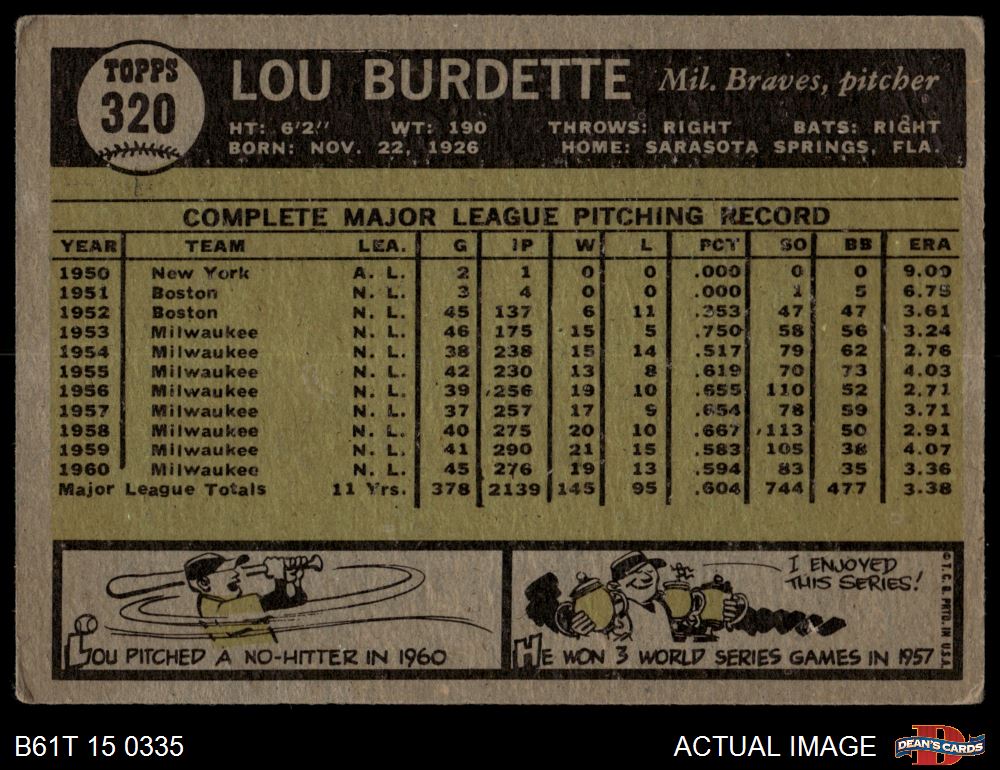 TOPPS
320
LOU BURDETTE Mil. Braves, pitcher
HT: 6'2" WT: 190 THROWS: RIGHT BATS: RIGHT
BORN: NOV. 22, 1926 HOME: SARASOTA SPRINGS, FLA.
COMPLETE MAJOR LEAGUE PITCHING RECORD
YEAR TEAM LEA. G IP W L PCT SO BB ERA
1950 New York A. L. 2 1 0 0 .000 0 0 9.00
1951 Boston N. L. 3 4 0 0 .000 1 5 6.75
1952 Boston N. L. 45 137 6 11 .353 47 47 3.61
1953 Milwaukee N. L. 46 175 15 5 .750 58 56 3.24
1954 Milwaukee N. L. 38 238 15 14 .517 79 62 2.76
1955 Milwaukee N. L. 42 230 13 8 .619 70 73 4.03
1956 Milwaukee N. L. 39 256 19 10 .655 110 52 2.71
1957 Milwaukee N. L. 37 257 17 9 .654 78 59 3.71
1958 Milwaukee N. L. 40 275 20 10 .667 113 50 2.91
1959 Milwaukee N. L. 41 290 21 15 .583 105 38 4.07
1960 Milwaukee N. L. 45 276 19 13 .594 83 35 3.36
Major League Totals 11 Yrs. 378 2139 145 95 .604 744 477 3.38
I ENJOYED
THIS SERIES!
LOU PITCHED A NO-HITTER IN 1960
HE WON 3 WORLD SERIES GAMES IN 1957
© T. C. G. PRTD. IN U.S.A.
B61T 15 0335
ACTUAL IMAGE
DEAN'S CARDS